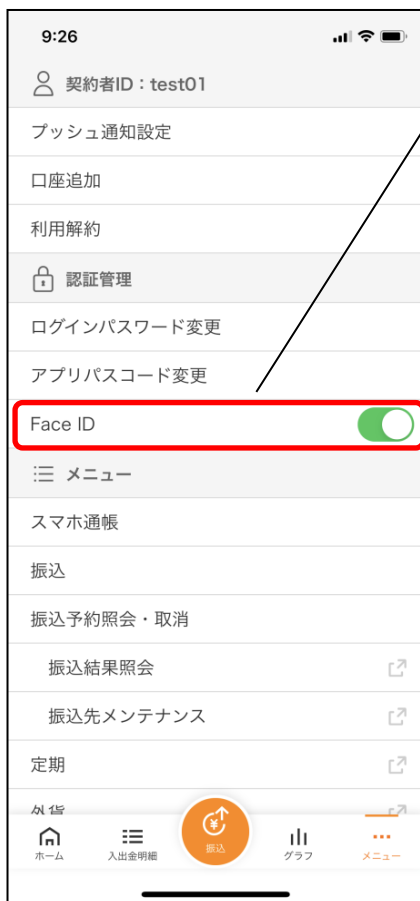 9:26
契約者ID：test01
プッシュ通知設定
口座追加
利用解約
認証管理
ログインパスワード変更
アプリパスコード変更
Face ID
メニュー
スマホ通帳
振込
振込予約照会・取消
振込結果照会
振込先メンテナンス
定期
外貨
ホーム
入出金明細
振込
グラフ
メニュー